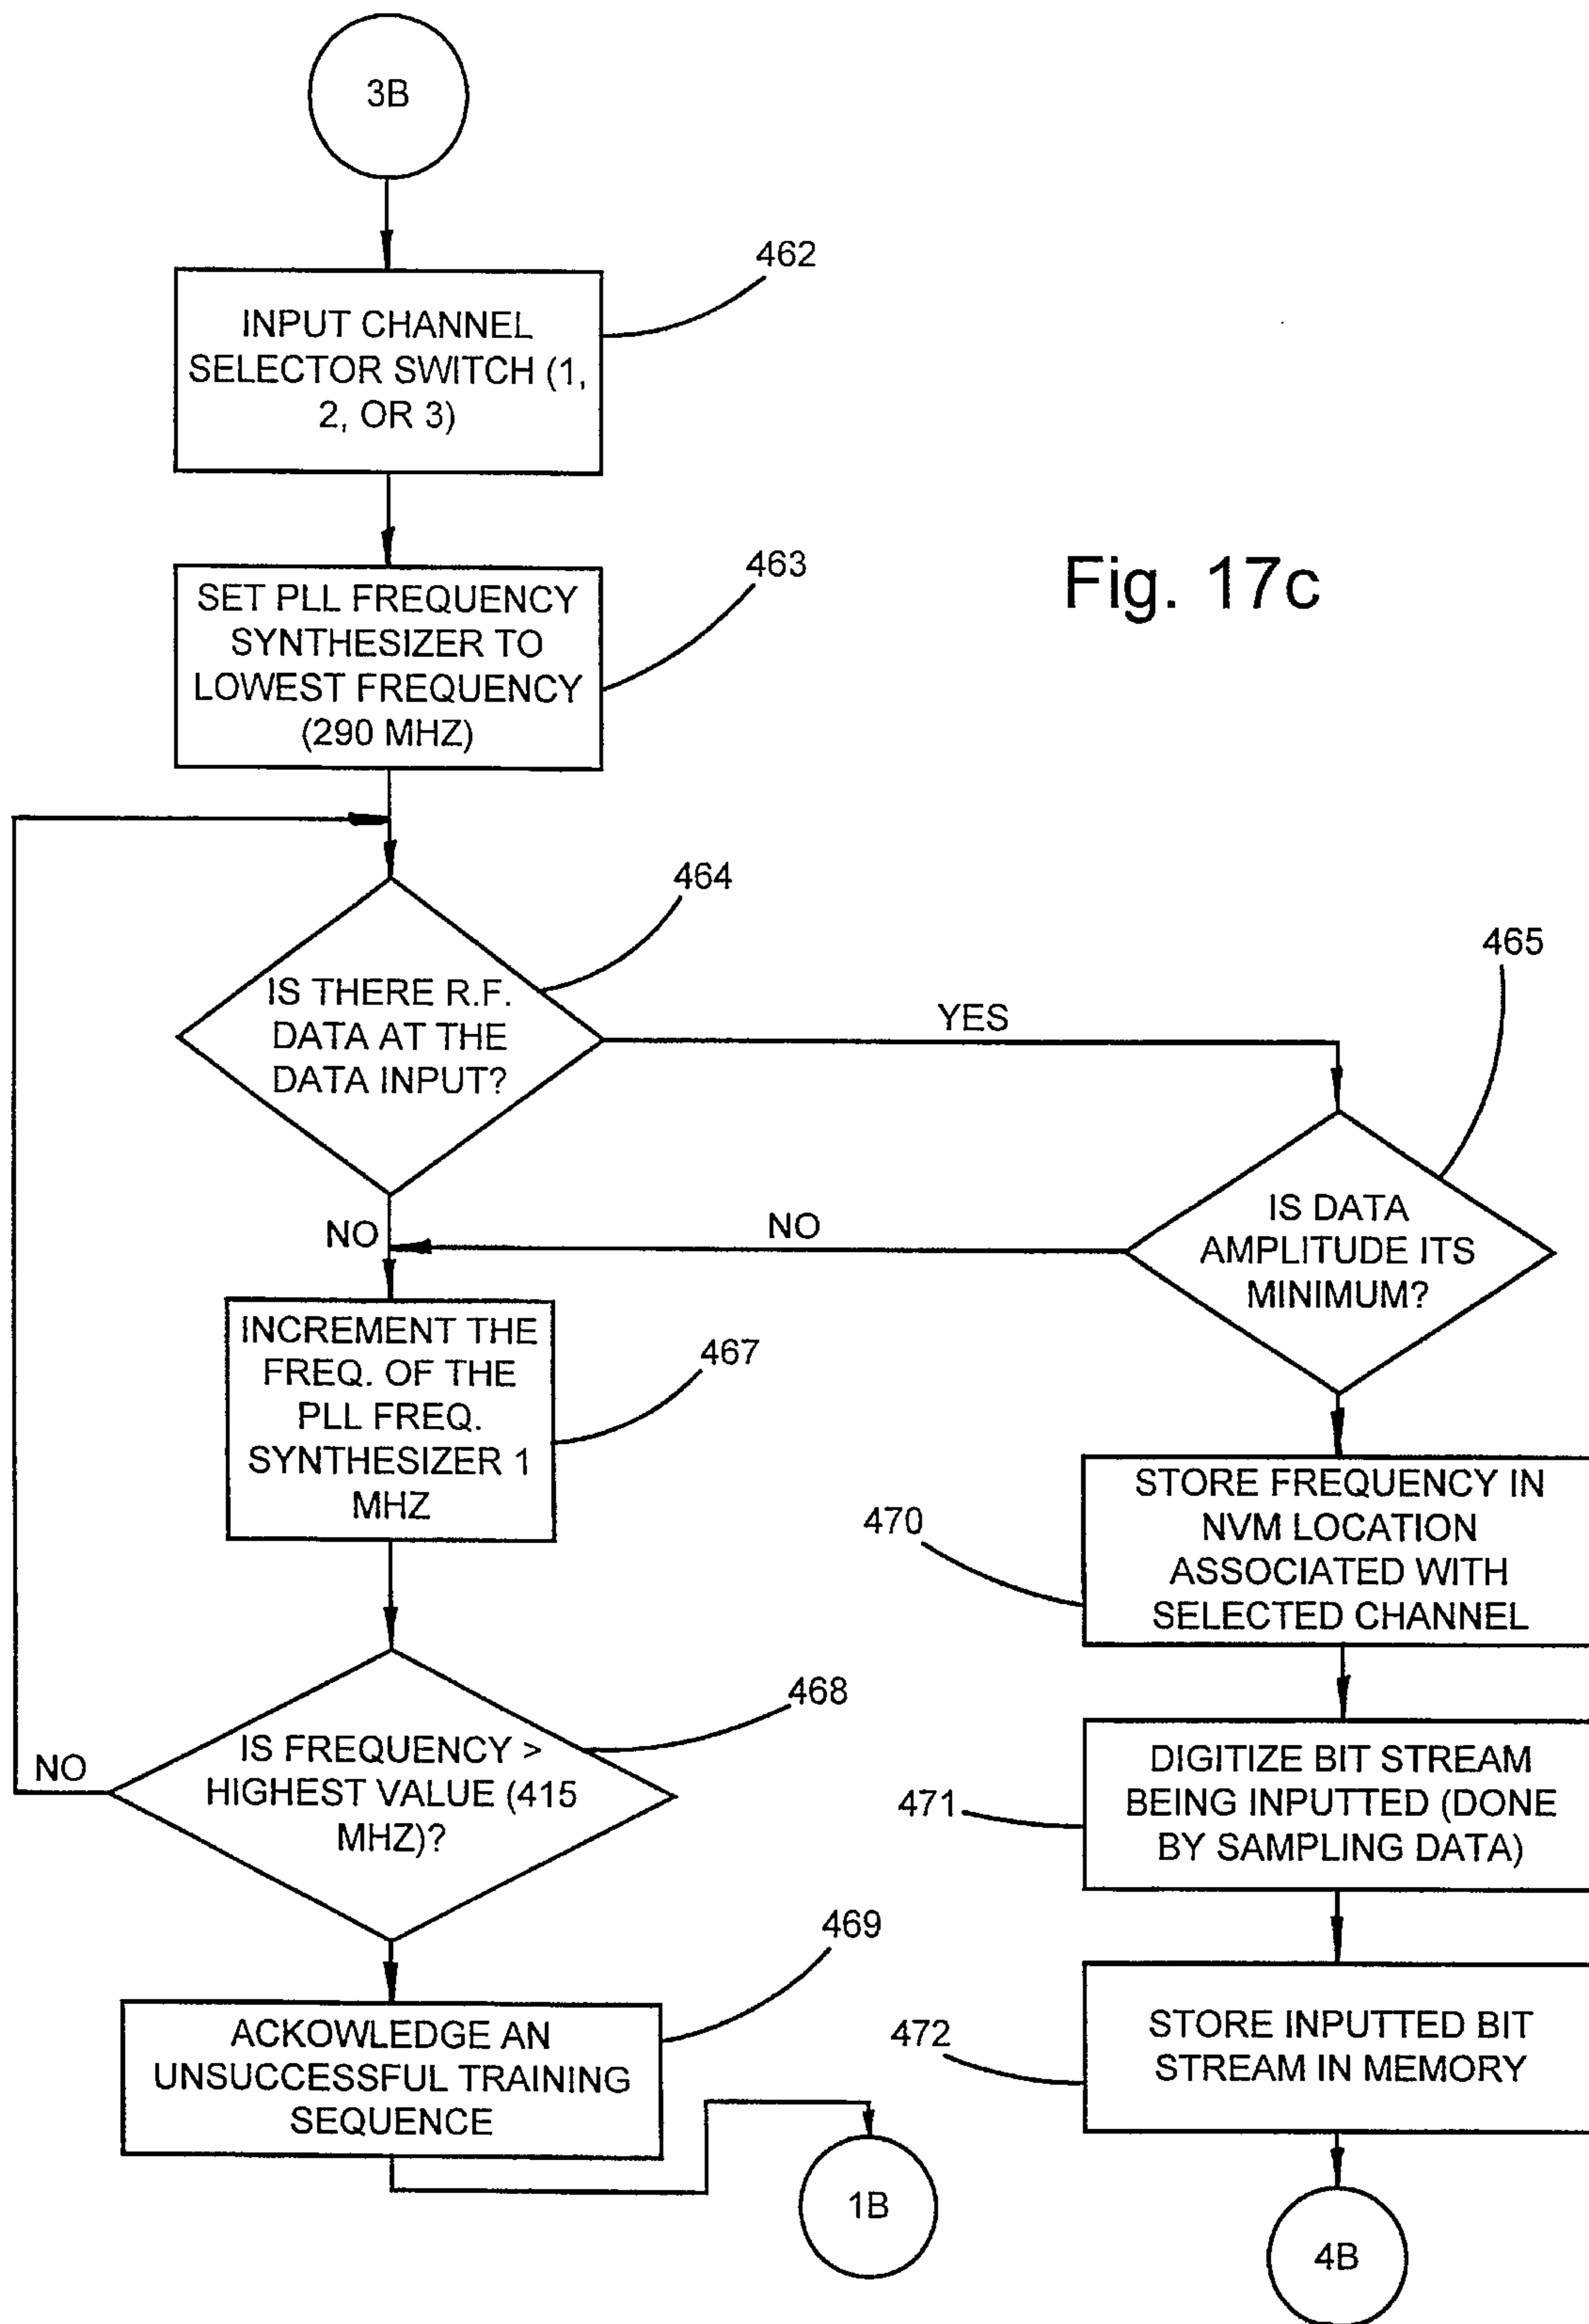 3B
462
INPUT CHANNEL
SELECTOR SWITCH (1,
2, OR 3)
463
SET PLL FREQUENCY
SYNTHESIZER TO
LOWEST FREQUENCY
(290 MHZ)
Fig. 17c
464
IS THERE R.F.
DATA AT THE
DATA INPUT?
YES
465
NO
NO
IS DATA
AMPLITUDE ITS
MINIMUM?
INCREMENT THE
FREQ. OF THE
PLL FREQ.
SYNTHESIZER 1
MHZ
467
470
STORE FREQUENCY IN
NVM LOCATION
ASSOCIATED WITH
SELECTED CHANNEL
468
NO
IS FREQUENCY >
HIGHEST VALUE (415
MHZ)?
471
DIGITIZE BIT STREAM
BEING INPUTTED (DONE
BY SAMPLING DATA)
469
ACKOWLEDGE AN
UNSUCCESSFUL TRAINING
SEQUENCE
472
STORE INPUTTED BIT
STREAM IN MEMORY
1B
4B